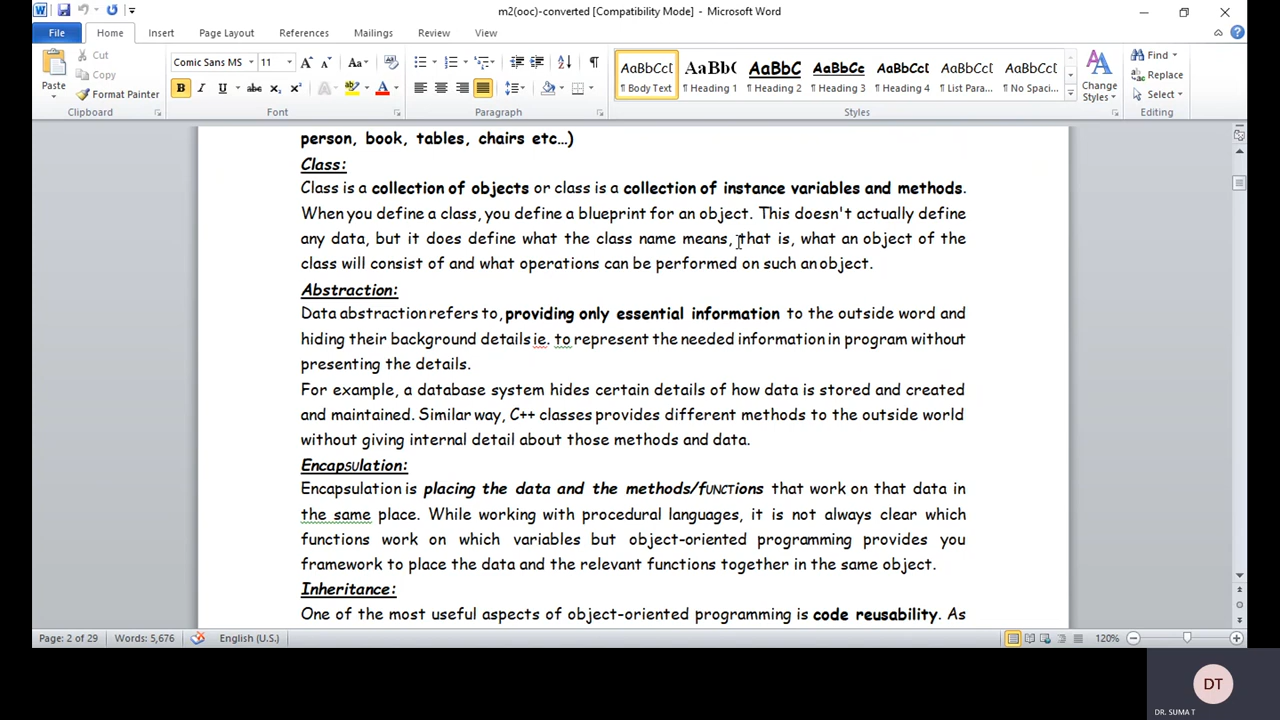 m2(ooc)-converted [Compatibility Mode] - Microsoft Word
File Home Insert Page Layout References Mailings Review View
Paste
Cut
Copy
Format Painter
Clipboard
Comic Sans MS 11
Font
Paragraph
AaBbCct AaBb( AaBbC AaBbCc AaBbCct AaBbCct AaBbCct
¶ Body Text ¶ Heading 1 ¶ Heading 2 ¶ Heading 3 ¶ Heading 4 ¶ List Para... ¶ No Spaci...
Styles
Change Styles
Find
Replace
Select
Editing
person, book, tables, chairs etc…)
Class:
Class is a collection of objects or class is a collection of instance variables and methods.
When you define a class, you define a blueprint for an object. This doesn't actually define
any data, but it does define what the class name means, that is, what an object of the
class will consist of and what operations can be performed on such an object.
Abstraction:
Data abstraction refers to, providing only essential information to the outside word and
hiding their background details ie. to represent the needed information in program without
presenting the details.
For example, a database system hides certain details of how data is stored and created
and maintained. Similar way, C++ classes provides different methods to the outside world
without giving internal detail about those methods and data.
EncapSUlation:
Encapsulation is placing the data and the methods/fUNCTions that work on that data in
the same place. While working with procedural languages, it is not always clear which
functions work on which variables but object-oriented programming provides you
framework to place the data and the relevant functions together in the same object.
Inheritance:
One of the most useful aspects of object-oriented programming is code reusability. As
Page: 2 of 29 Words: 5,676 English (U.S.) 120%
DT
DR. SUMA T